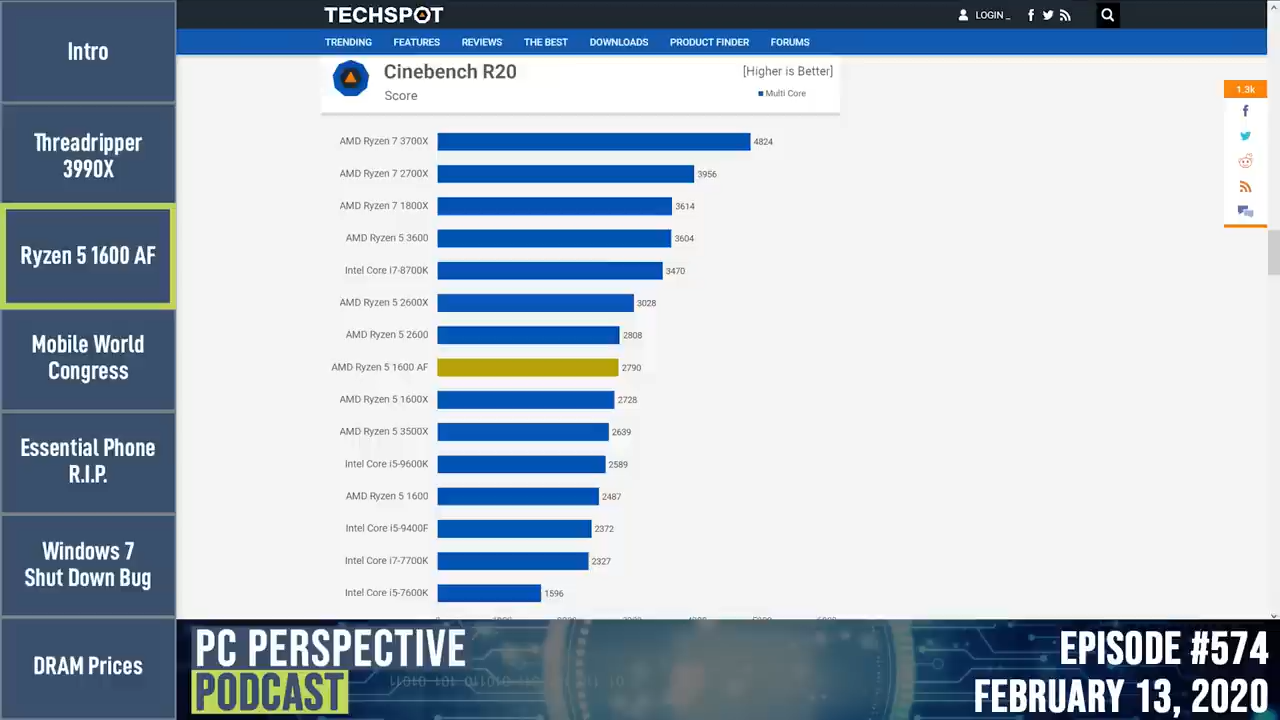 Intro
Threadripper
3990X
Ryzen 5 1600 AF
Mobile World
Congress
Essential Phone
R.I.P.
Windows 7
Shut Down Bug
DRAM Prices
TECHSPOT
LOGIN _
TRENDING FEATURES REVIEWS THE BEST DOWNLOADS PRODUCT FINDER FORUMS
Cinebench R20 [Higher is Better]
Score Multi Core
1.3k
AMD Ryzen 7 3700X 4824
AMD Ryzen 7 2700X 3956
AMD Ryzen 7 1800X 3614
AMD Ryzen 5 3600 3604
Intel Core i7-8700K 3470
AMD Ryzen 5 2600X 3028
AMD Ryzen 5 2600 2808
AMD Ryzen 5 1600 AF 2790
AMD Ryzen 5 1600X 2728
AMD Ryzen 5 3500X 2639
Intel Core i5-9600K 2589
AMD Ryzen 5 1600 2487
Intel Core i5-9400F 2372
Intel Core i7-7700K 2327
Intel Core i5-7600K 1596
PC PERSPECTIVE
PODCAST
EPISODE #574
FEBRUARY 13, 2020